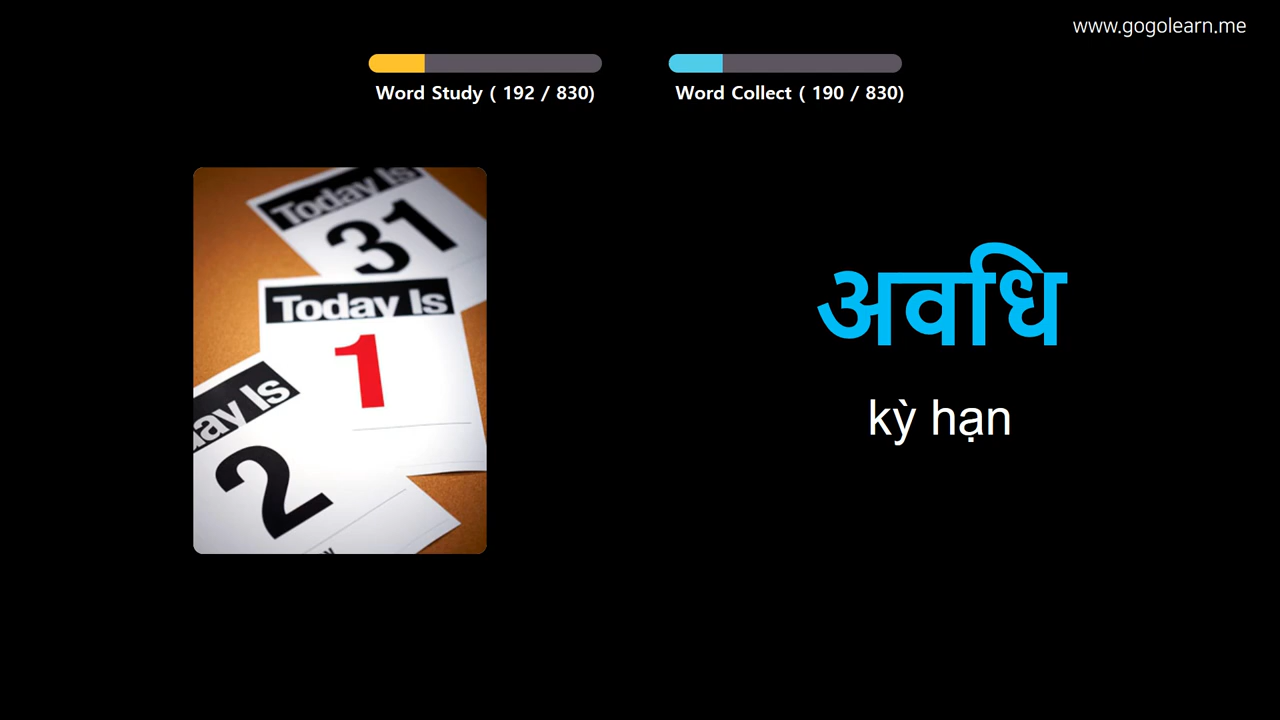 www.gogolearn.me
Word Study ( 192 / 830)
Word Collect ( 190 / 830)
Today Is
31
Today Is
1
ay Is
2
अवधि
kỳ hạn